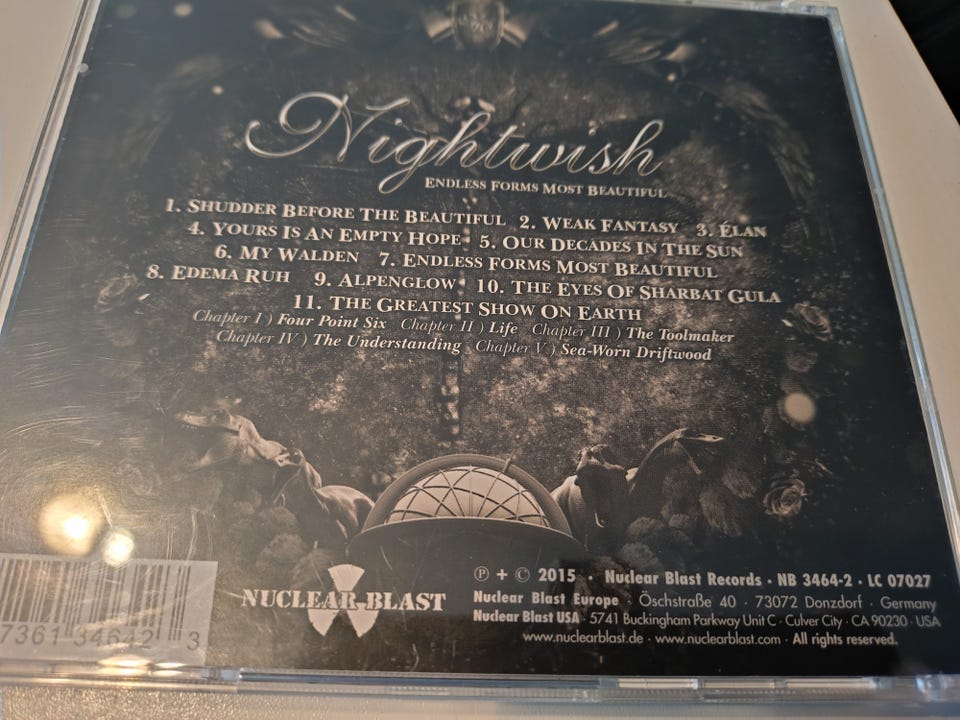 Nightwish
ENDLESS FORMS MOST BEAUTIFUL
1. SHUDDER BEFORE THE BEAUTIFUL 2. WEAK FANTASY 3. ÉLAN
4. YOURS IS AN EMPTY HOPE 5. OUR DECADES IN THE SUN
6. MY WALDEN 7. ENDLESS FORMS MOST BEAUTIFUL
8. EDEMA RUH 9. ALPENGLOW 10. THE EYES OF SHARBAT GULA
11. THE GREATEST SHOW ON EARTH
Chapter I ) Four Point Six Chapter II ) Life Chapter III ) The Toolmaker
Chapter IV ) The Understanding Chapter V ) Sea-Worn Driftwood
NUCLEAR BLAST
℗ + © 2015 · Nuclear Blast Records · NB 3464-2 · LC 07027
Nuclear Blast Europe · Öschstraße 40 · 73072 Donzdorf · Germany
Nuclear Blast USA · 5741 Buckingham Parkway Unit C · Culver City · CA 90230 · USA
www.nuclearblast.de · www.nuclearblast.com · All rights reserved.
7361 34642 3